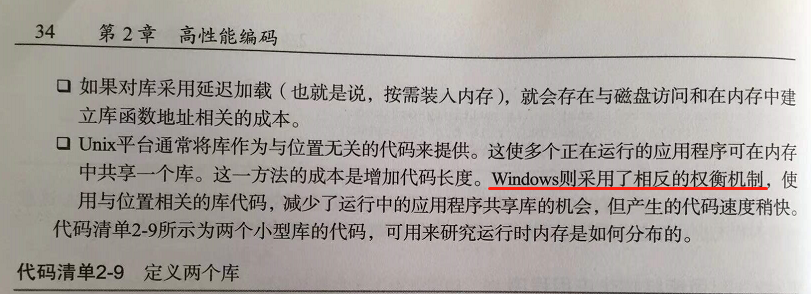 34 第2章 高性能编码
❑ 如果对库采用延迟加载（也就是说，按需装入内存），就会存在与磁盘访问和在内存中建
立库函数地址相关的成本。
❑ Unix平台通常将库作为与位置无关的代码来提供。这使多个正在运行的应用程序可在内存
中共享一个库。这一方法的成本是增加代码长度。Windows则采用了相反的权衡机制，使
用与位置相关的库代码，减少了运行中的应用程序共享库的机会，但产生的代码速度稍快。
代码清单2-9所示为两个小型库的代码，可用来研究运行时内存是如何分布的。
代码清单2-9 定义两个库